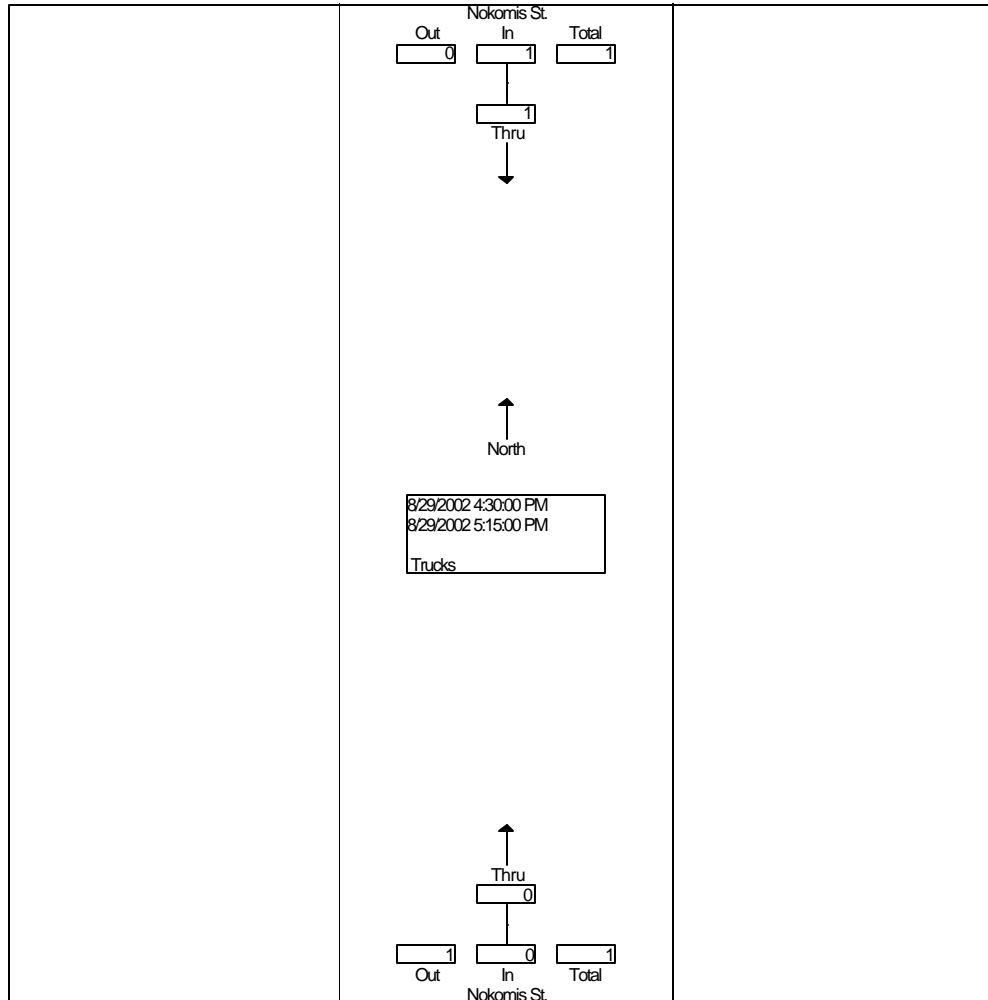 Nokomis St.
Out In Total
0 1 1
1
Thru
North
8/29/2002 4:30:00 PM
8/29/2002 5:15:00 PM
Trucks
Thru
0
1 0 1
Out In Total
Nokomis St.